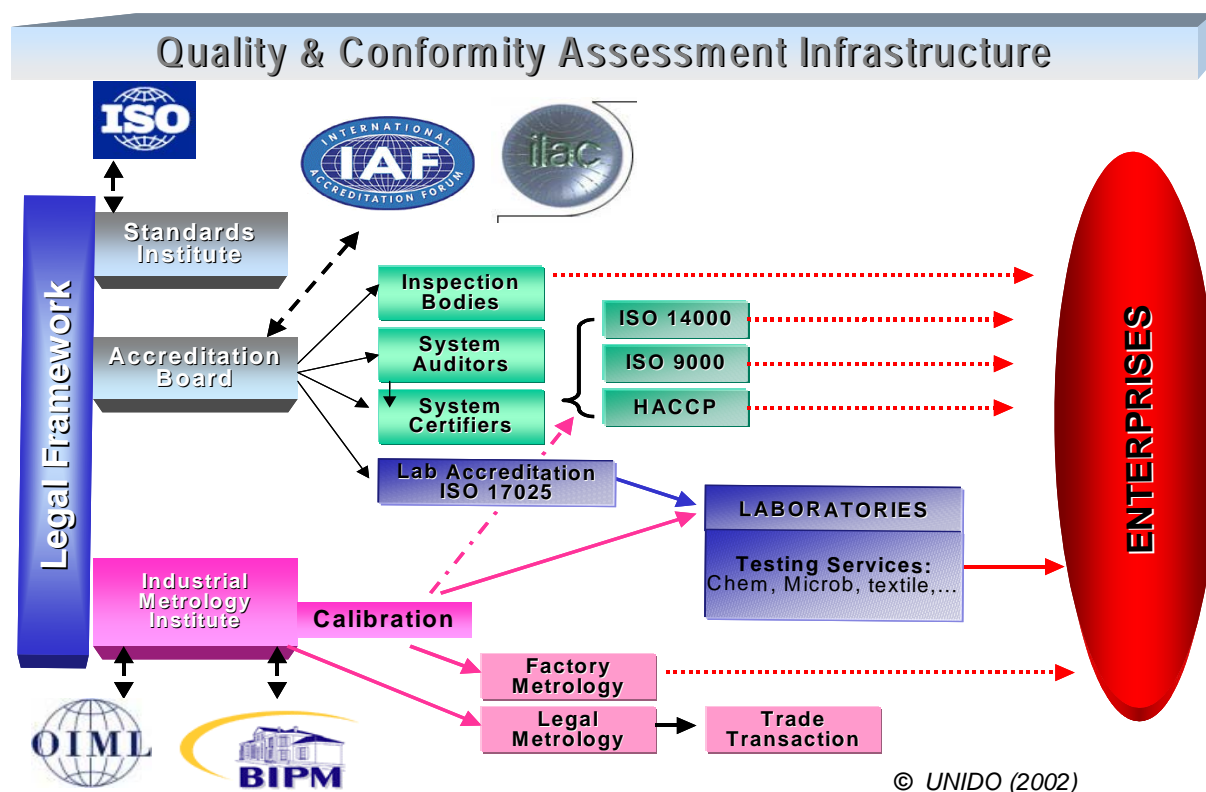 Quality & Conformity Assessment Infrastructure
ISO
INTERNATIONAL
IAF
ACCREDITATION FORUM
ilac
Legal Framework
Standards
Institute
Accreditation
Board
Inspection
Bodies
System
Auditors
System
Certifiers
ISO 14000
ISO 9000
HACCP
Lab Accreditation
ISO 17025
LABORATORIES
Testing Services:
Chem, Microb, textile,...
ENTERPRISES
Industrial
Metrology
Institute
Calibration
Factory
Metrology
Legal
Metrology
Trade
Transaction
OIML
BIPM
© UNIDO (2002)